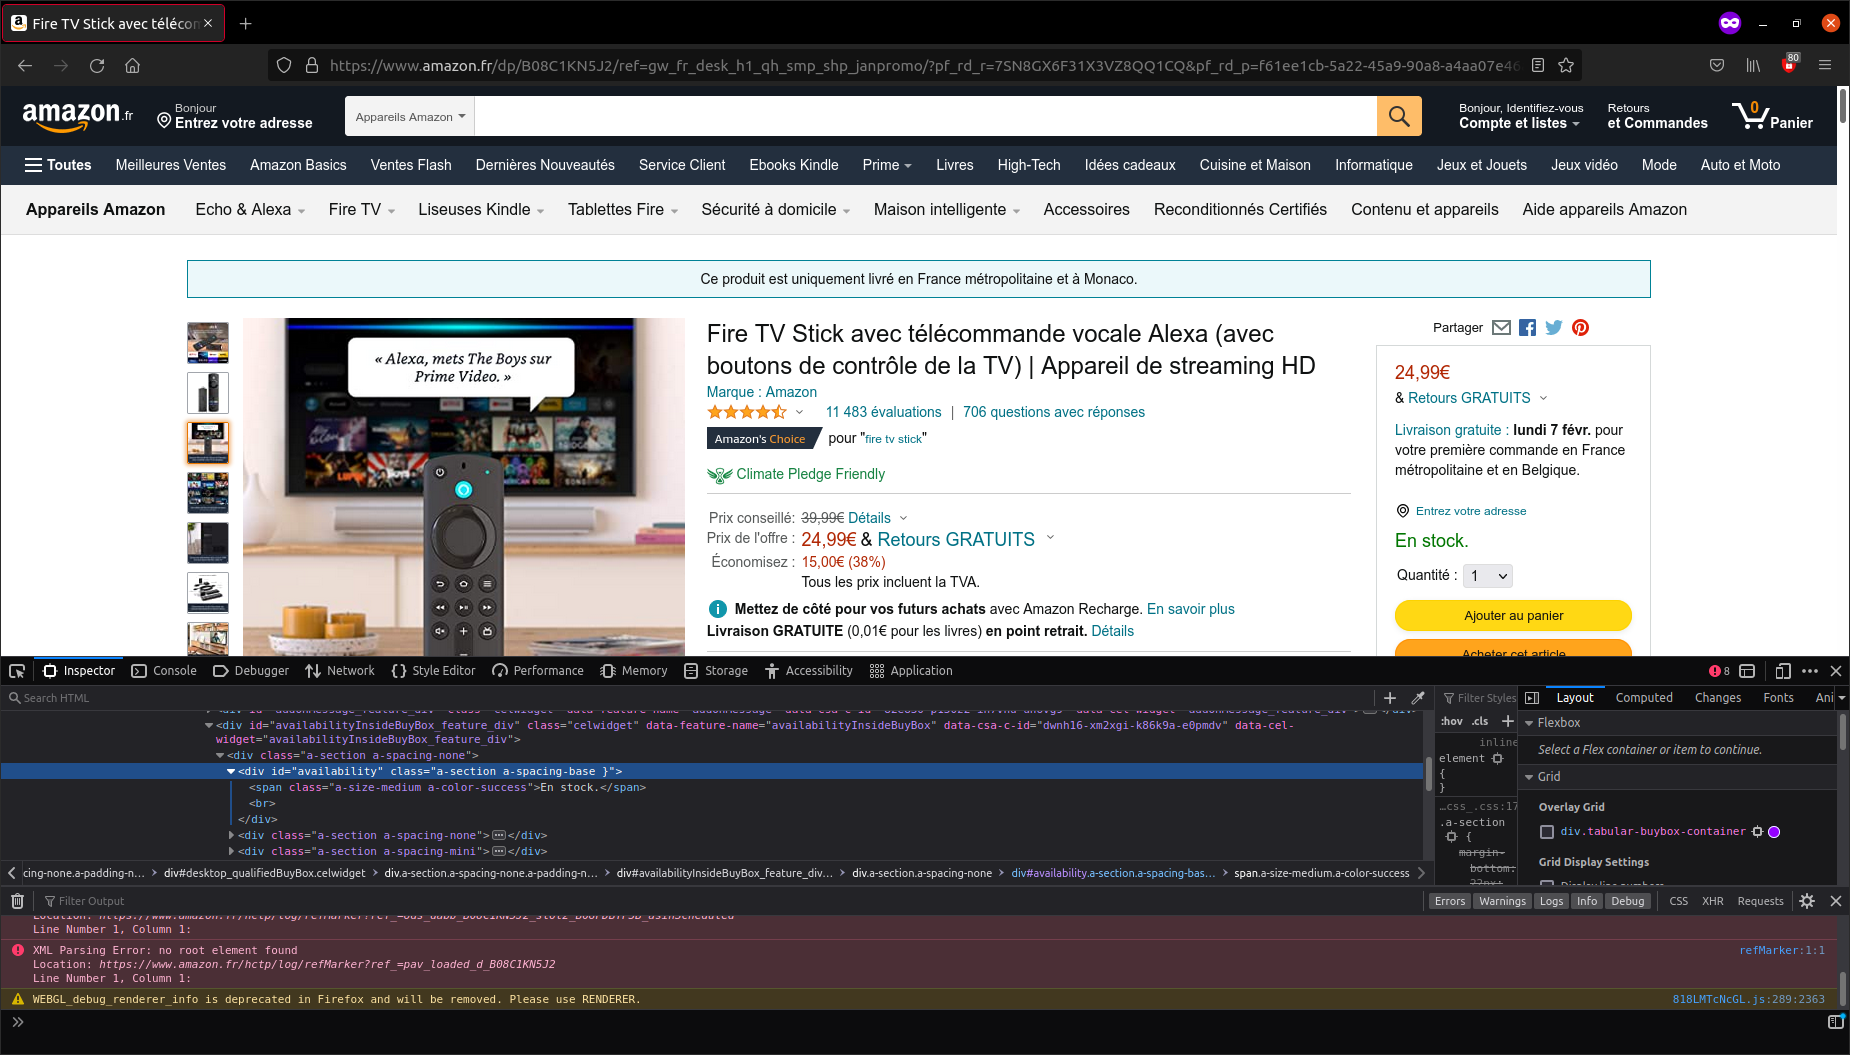 Fire TV Stick avec téléco
https://www.amazon.fr/dp/B08C1KN5J2/ref=gw_fr_desk_h1_qh_smp_shp_janpromo/?pf_rd_r=7SN8GX6F31X3VZ8QQ1CQ&pf_rd_p=f61ee1cb-5a22-45a9-90a8-a4aa07e46
80
amazon.fr
Bonjour
Entrez votre adresse
Appareils Amazon
Bonjour, Identifiez-vous
Compte et listes
Retours
et Commandes
0
Panier
Toutes Meilleures Ventes Amazon Basics Ventes Flash Dernières Nouveautés Service Client Ebooks Kindle Prime Livres High-Tech Idées cadeaux Cuisine et Maison Informatique Jeux et Jouets Jeux vidéo Mode Auto et Moto
Appareils Amazon Echo & Alexa Fire TV Liseuses Kindle Tablettes Fire Sécurité à domicile Maison intelligente Accessoires Reconditionnés Certifiés Contenu et appareils Aide appareils Amazon
Ce produit est uniquement livré en France métropolitaine et à Monaco.
« Alexa, mets The Boys sur
Prime Video. »
Fire TV Stick avec télécommande vocale Alexa (avec
boutons de contrôle de la TV) | Appareil de streaming HD
Marque : Amazon
11 483 évaluations | 706 questions avec réponses
Amazon's Choice pour "fire tv stick"
Climate Pledge Friendly
Prix conseillé: 39,99€ Détails
Prix de l'offre : 24,99€ & Retours GRATUITS
Économisez : 15,00€ (38%)
Tous les prix incluent la TVA.
Mettez de côté pour vos futurs achats avec Amazon Recharge. En savoir plus
Livraison GRATUITE (0,01€ pour les livres) en point retrait. Détails
Partager
24,99€
& Retours GRATUITS
Livraison gratuite : lundi 7 févr. pour
votre première commande en France
métropolitaine et en Belgique.
Entrez votre adresse
En stock.
Quantité : 1
Ajouter au panier
Acheter cet article
Inspector Console Debugger Network Style Editor Performance Memory Storage Accessibility Application 8
Search HTML
<div id="availabilityInsideBuyBox_feature_div" class="celwidget" data-feature-name="availabilityInsideBuyBox" data-csa-c-id="dwnh16-xm2xgi-k86k9a-e0pmdv" data-cel-
widget="availabilityInsideBuyBox_feature_div">
<div class="a-section a-spacing-none">
<div id="availability" class="a-section a-spacing-base }">
<span class="a-size-medium a-color-success">En stock.</span>
<br>
</div>
<div class="a-section a-spacing-none"></div>
<div class="a-section a-spacing-mini"></div>
cing-none.a-padding-n... div#desktop_qualifiedBuyBox.celwidget div.a-section.a-spacing-none.a-padding-n... div#availabilityInsideBuyBox_feature_div... div.a-section.a-spacing-none div#availability.a-section.a-spacing-bas... span.a-size-medium.a-color-success
Filter Styles
:hov .cls
inline
element
{
}
…css_.css:17
.a-section
{
margin-
bottom:
22px;
Layout Computed Changes Fonts Ani
Flexbox
Select a Flex container or item to continue.
Grid
Overlay Grid
div.tabular-buybox-container
Grid Display Settings
Display line numbers
Filter Output
Errors Warnings Logs Info Debug CSS XHR Requests
Line Number 1, Column 1:
XML Parsing Error: no root element found
refMarker:1:1
Location: https://www.amazon.fr/hctp/log/refMarker?ref_=pav_loaded_d_B08C1KN5J2
Line Number 1, Column 1:
WEBGL_debug_renderer_info is deprecated in Firefox and will be removed. Please use RENDERER.
818LMTcNcGL.js:289:2363